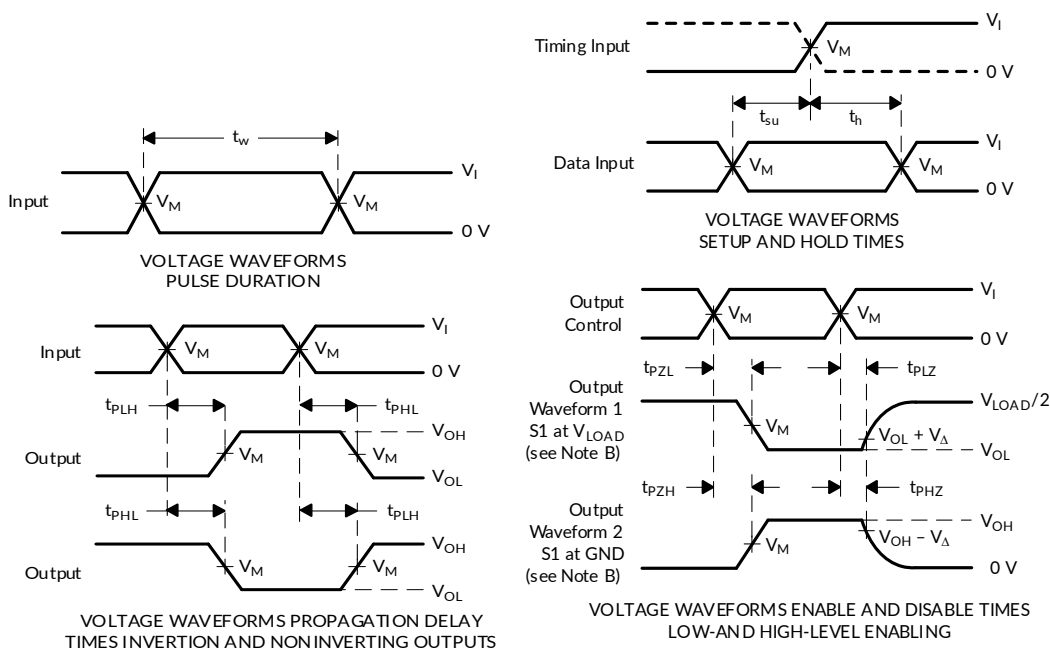 t_w
V_I
Input
V_M
V_M
0 V
VOLTAGE WAVEFORMS
PULSE DURATION
Timing Input
V_I
V_M
0 V
t_su
t_h
Data Input
V_I
V_M
V_M
0 V
VOLTAGE WAVEFORMS
SETUP AND HOLD TIMES
Input
V_I
V_M
V_M
0 V
t_PLH
t_PHL
Output
V_OH
V_M
V_M
V_OL
t_PHL
t_PLH
Output
V_OH
V_M
V_M
V_OL
VOLTAGE WAVEFORMS PROPAGATION DELAY
TIMES INVERTION AND NONINVERTING OUTPUTS
Output
Control
V_I
V_M
V_M
0 V
t_PZL
t_PLZ
Output
Waveform 1
S1 at V_LOAD
(see Note B)
V_LOAD/2
V_M
V_OL + V_Δ
V_OL
t_PZH
t_PHZ
Output
Waveform 2
S1 at GND
(see Note B)
V_OH
V_M
V_OH – V_Δ
0 V
VOLTAGE WAVEFORMS ENABLE AND DISABLE TIMES
LOW-AND HIGH-LEVEL ENABLING